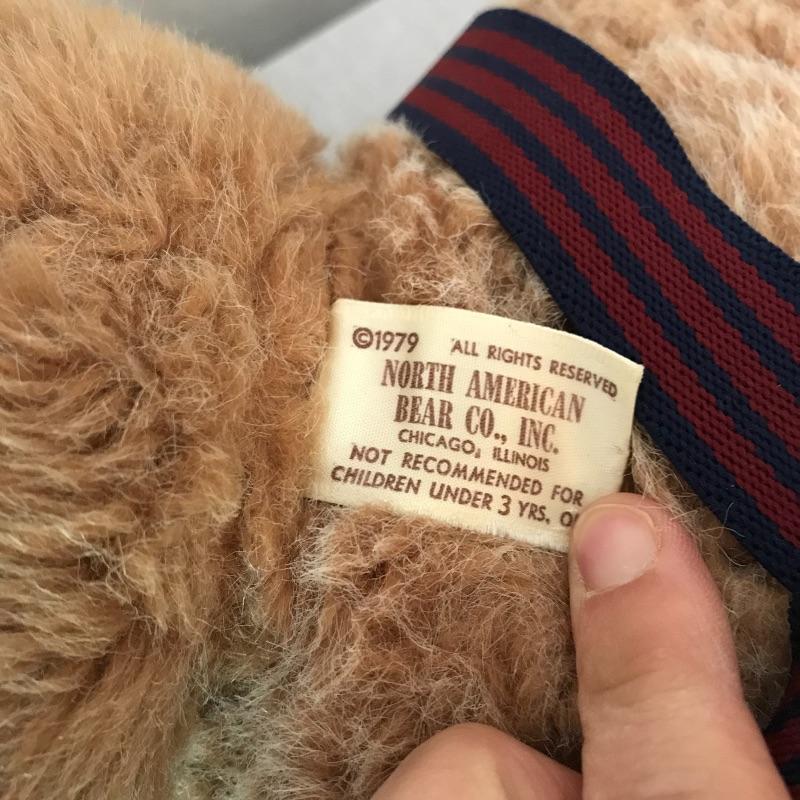 ©1979 ALL RIGHTS RESERVED
NORTH AMERICAN
BEAR CO., INC.
CHICAGO, ILLINOIS
NOT RECOMMENDED FOR
CHILDREN UNDER 3 YRS.